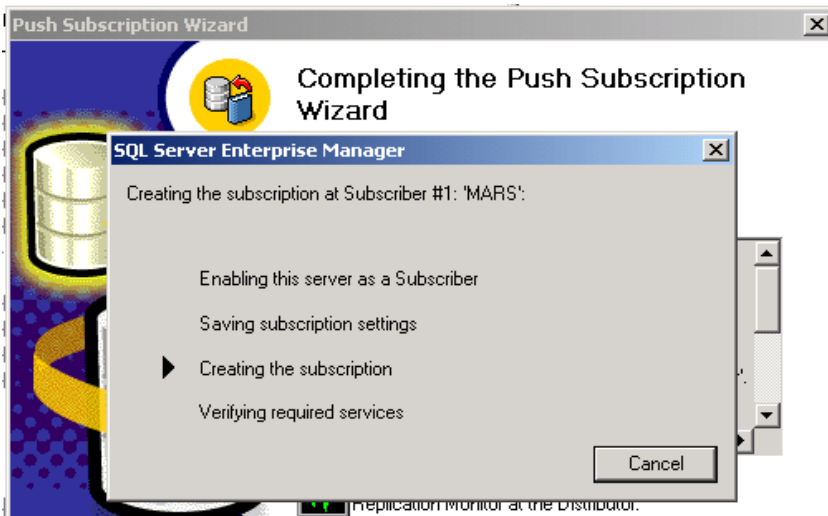 Push Subscription Wizard
Completing the Push Subscription
Wizard
SQL Server Enterprise Manager
Creating the subscription at Subscriber #1: 'MARS':
Enabling this server as a Subscriber
Saving subscription settings
Creating the subscription
Verifying required services
Cancel
Replication Monitor at the Distributor.